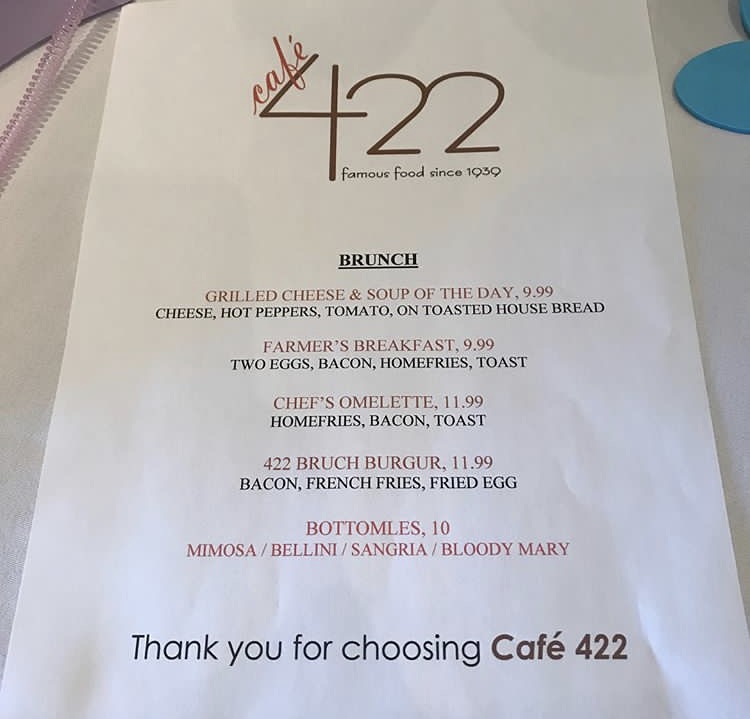 café
422
famous food since 1939
BRUNCH
GRILLED CHEESE & SOUP OF THE DAY, 9.99
CHEESE, HOT PEPPERS, TOMATO, ON TOASTED HOUSE BREAD
FARMER'S BREAKFAST, 9.99
TWO EGGS, BACON, HOMEFRIES, TOAST
CHEF'S OMELETTE, 11.99
HOMEFRIES, BACON, TOAST
422 BRUCH BURGUR, 11.99
BACON, FRENCH FRIES, FRIED EGG
BOTTOMLES, 10
MIMOSA / BELLINI / SANGRIA / BLOODY MARY
Thank you for choosing Café 422